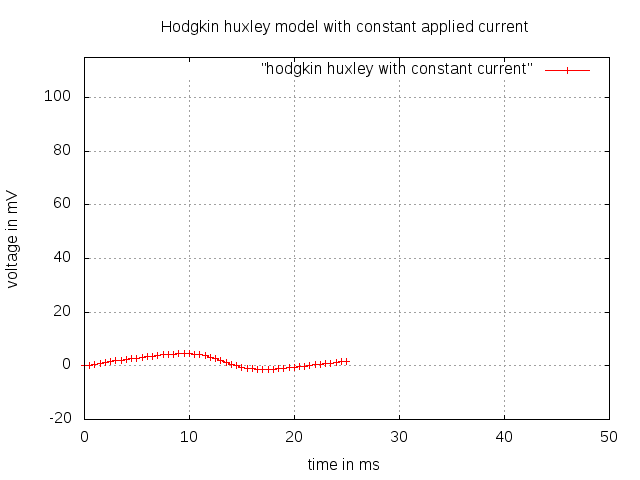 Hodgkin huxley model with constant applied current
"hodgkin huxley with constant current"
100
80
60
40
20
0
-20
voltage in mV
0 10 20 30 40 50
time in ms